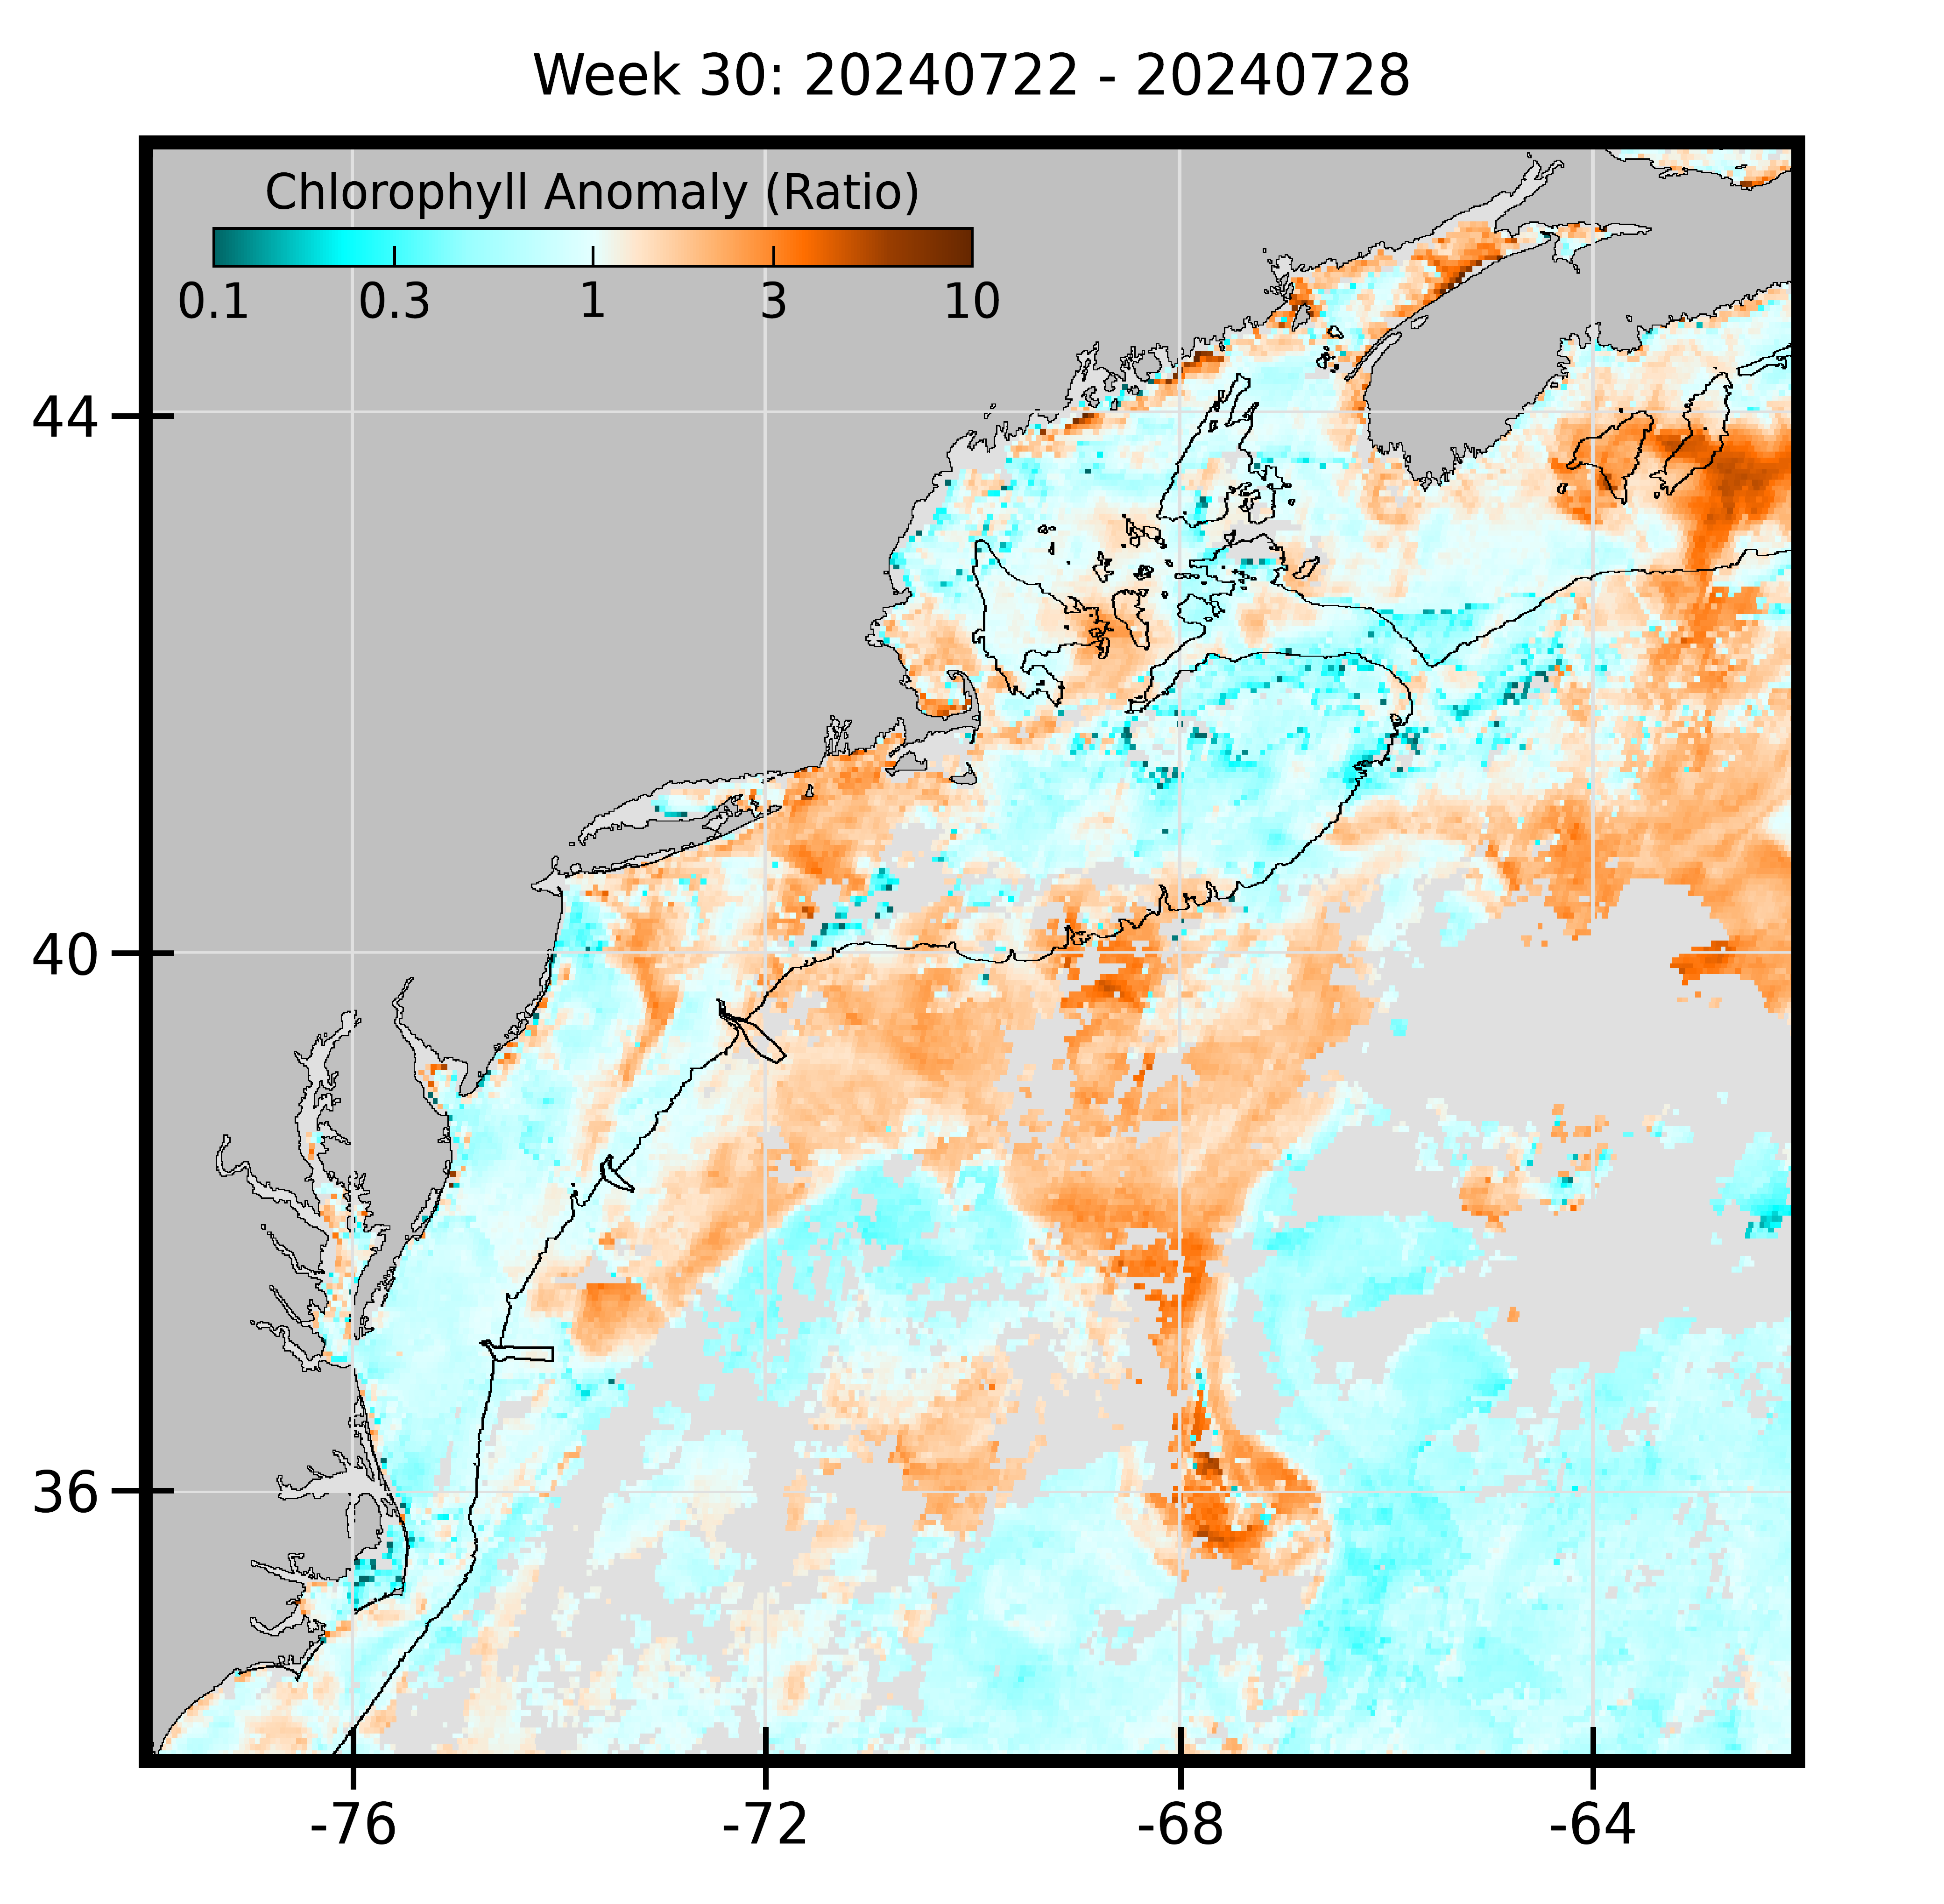 Week 30: 20240722 - 20240728
Chlorophyll Anomaly (Ratio)
0.1 0.3 1 3 10
44
40
36
-76 -72 -68 -64